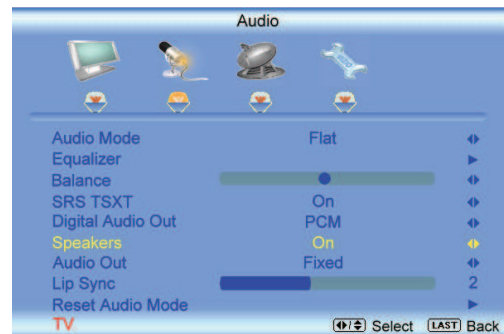 Audio
Audio Mode Flat
Equalizer
Balance
SRS TSXT On
Digital Audio Out PCM
Speakers On
Audio Out Fixed
Lip Sync 2
Reset Audio Mode
TV Select LAST Back